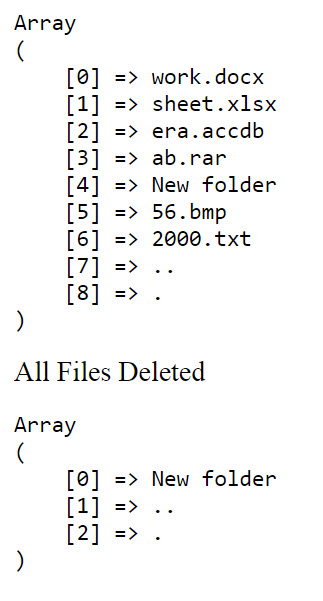 Array
(
    [0] => work.docx
    [1] => sheet.xlsx
    [2] => era.accdb
    [3] => ab.rar
    [4] => New folder
    [5] => 56.bmp
    [6] => 2000.txt
    [7] => ..
    [8] => .
)
All Files Deleted
Array
(
    [0] => New folder
    [1] => ..
    [2] => .
)